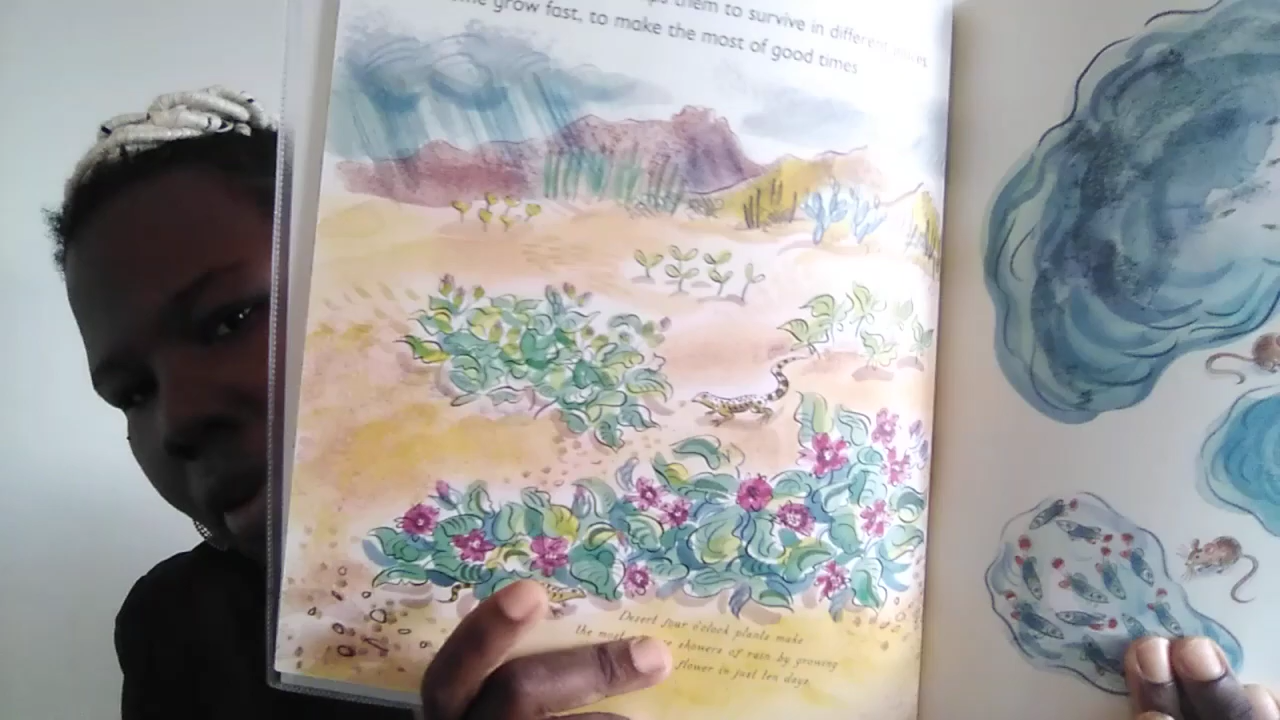 them to survive in different
grow fast, to make the most of good times
Desert four o'clock plants make
the most showers of rain by growing
flower in just ten days.